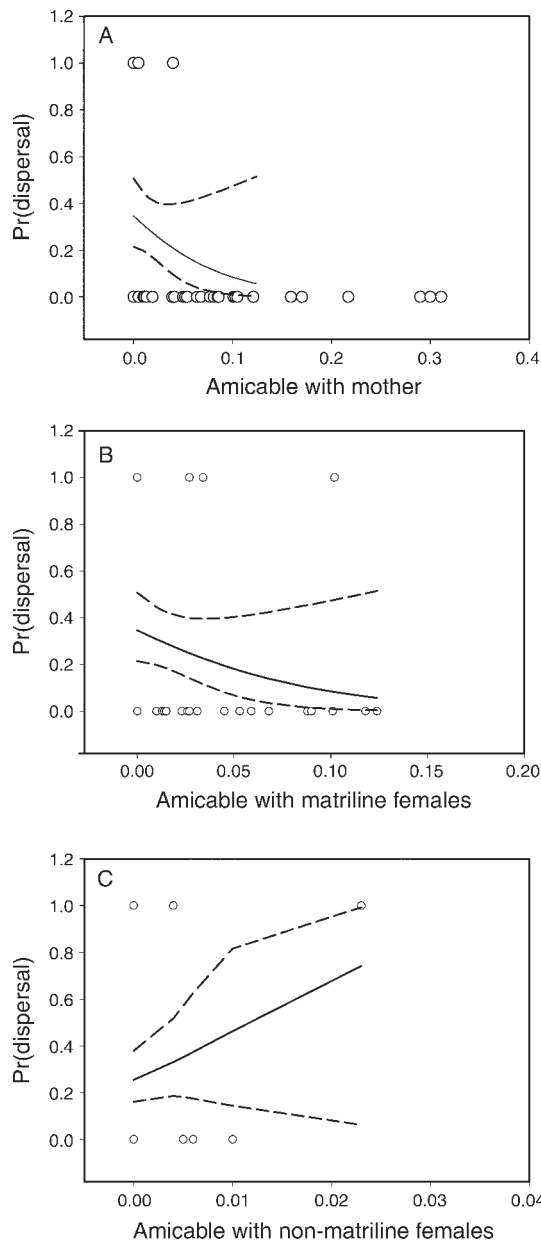 A
Pr(dispersal)
1.2
1.0
0.8
0.6
0.4
0.2
0.0
0.0 0.1 0.2 0.3 0.4
Amicable with mother
B
Pr(dispersal)
1.2
1.0
0.8
0.6
0.4
0.2
0.0
0.00 0.05 0.10 0.15 0.20
Amicable with matriline females
C
Pr(dispersal)
1.2
1.0
0.8
0.6
0.4
0.2
0.0
0.00 0.01 0.02 0.03 0.04
Amicable with non-matriline females